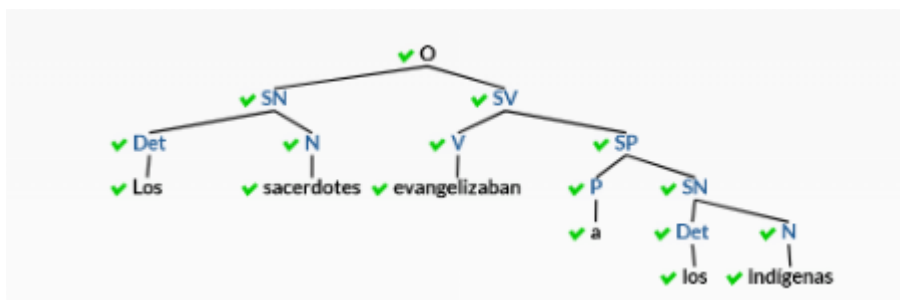 O
SN SV
Det N V SP
Los sacerdotes evangelizaban P SN
a Det N
los Indígenas